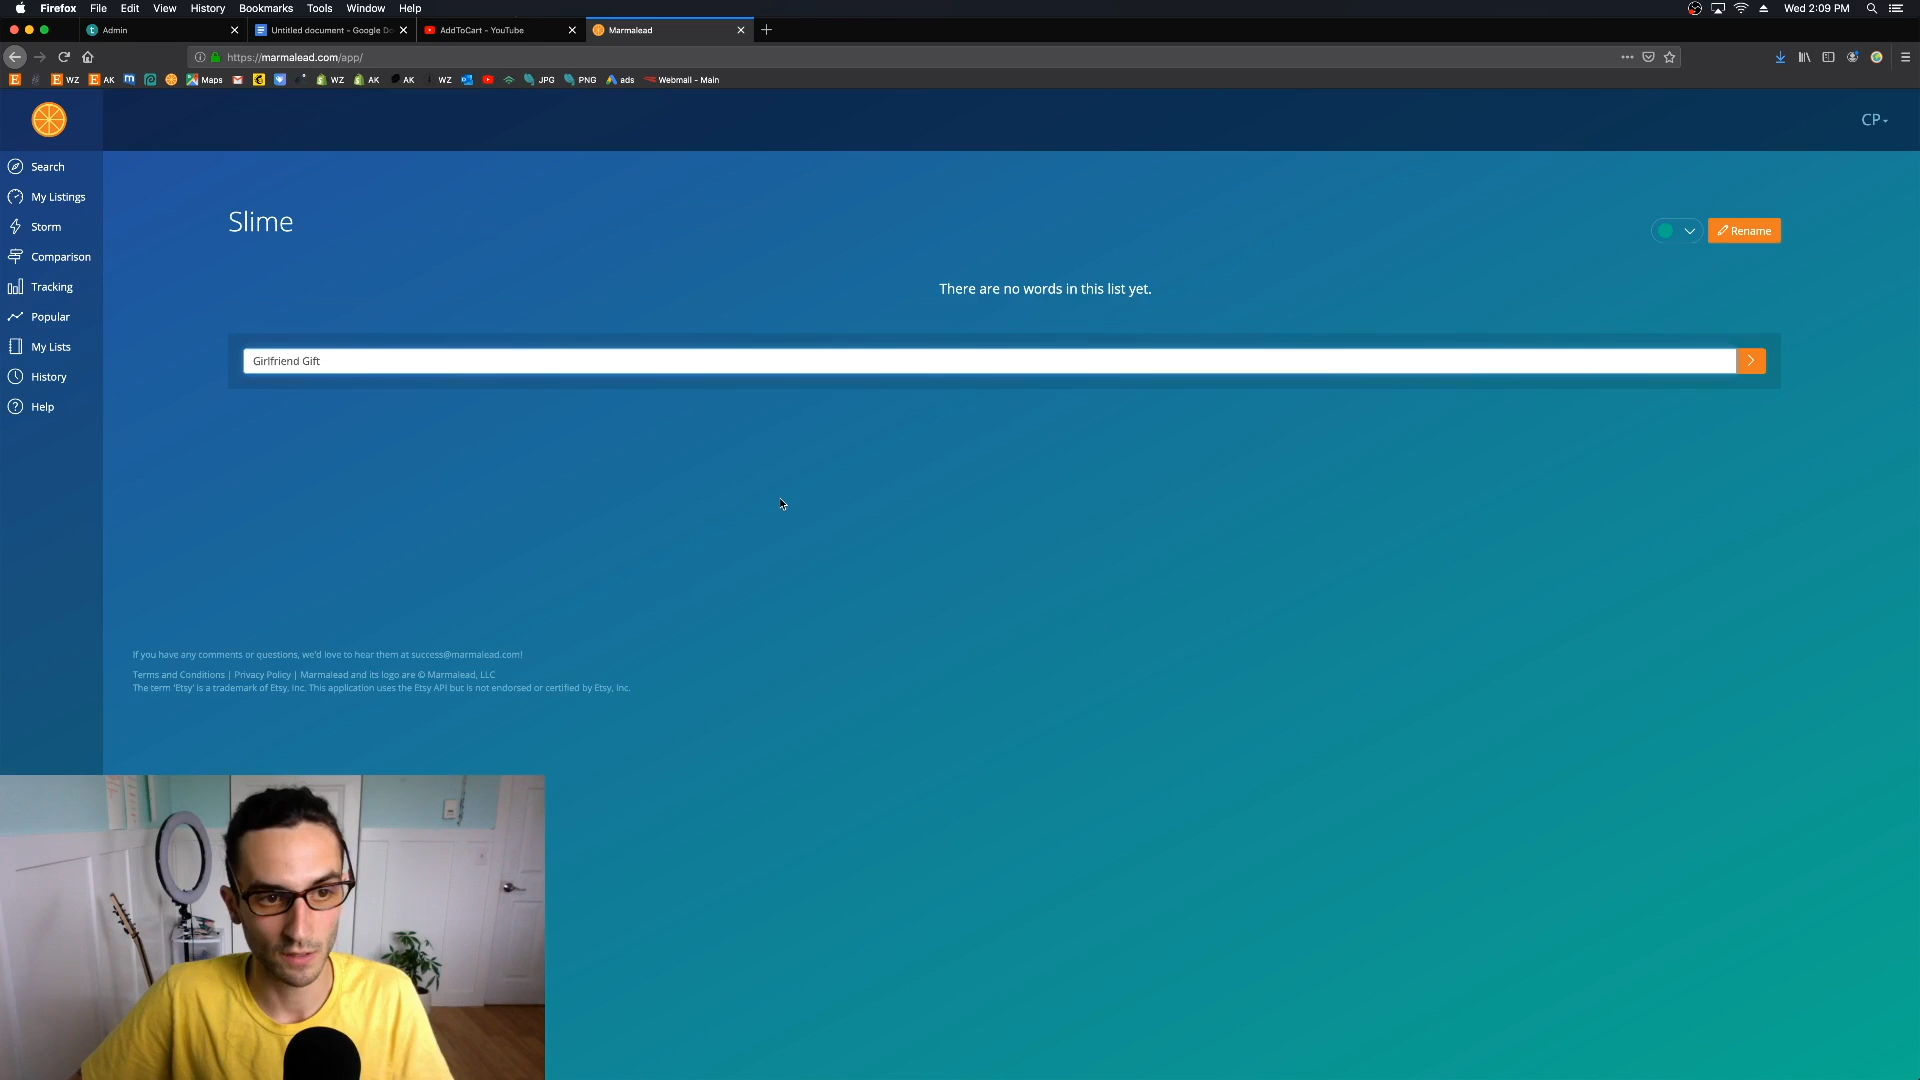 Firefox File Edit View History Bookmarks Tools Window Help Wed 2:09 PM
Admin Untitled document - Google Do AddToCart - YouTube Marmalead
https://marmalead.com/app/
WZ AK Maps WZ AK AK WZ JPG PNG ads Webmail - Main
CP
Search
My Listings
Storm
Comparison
Tracking
Popular
My Lists
History
Help
Slime
Rename
There are no words in this list yet.
Girlfriend Gift
If you have any comments or questions, we'd love to hear them at success@marmalead.com!
Terms and Conditions | Privacy Policy | Marmalead and its logo are © Marmalead, LLC
The term 'Etsy' is a trademark of Etsy, Inc. This application uses the Etsy API but is not endorsed or certified by Etsy, Inc.